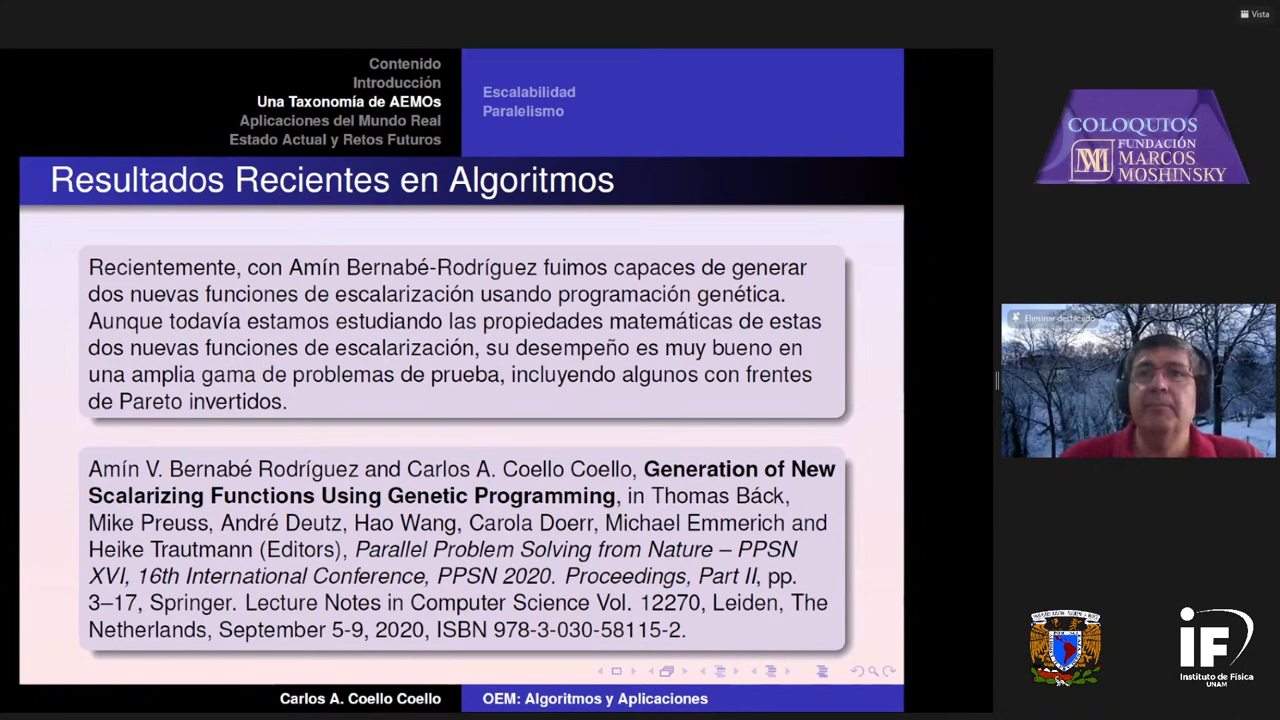 Vista
Contenido
Introducción
Una Taxonomía de AEMOs
Aplicaciones del Mundo Real
Estado Actual y Retos Futuros
Escalabilidad
Paralelismo
Resultados Recientes en Algoritmos
Recientemente, con Amín Bernabé-Rodríguez fuimos capaces de generar
dos nuevas funciones de escalarización usando programación genética.
Aunque todavía estamos estudiando las propiedades matemáticas de estas
dos nuevas funciones de escalarización, su desempeño es muy bueno en
una amplia gama de problemas de prueba, incluyendo algunos con frentes
de Pareto invertidos.
Amín V. Bernabé Rodríguez and Carlos A. Coello Coello, Generation of New
Scalarizing Functions Using Genetic Programming, in Thomas Báck,
Mike Preuss, André Deutz, Hao Wang, Carola Doerr, Michael Emmerich and
Heike Trautmann (Editors), Parallel Problem Solving from Nature – PPSN
XVI, 16th International Conference, PPSN 2020. Proceedings, Part II, pp.
3–17, Springer. Lecture Notes in Computer Science Vol. 12270, Leiden, The
Netherlands, September 5-9, 2020, ISBN 978-3-030-58115-2.
Carlos A. Coello Coello
OEM: Algoritmos y Aplicaciones
COLOQUIOS
FUNDACIÓN
MARCOS
MOSHINSKY
Eliminar destacado
iF
Instituto de Física
UNAM